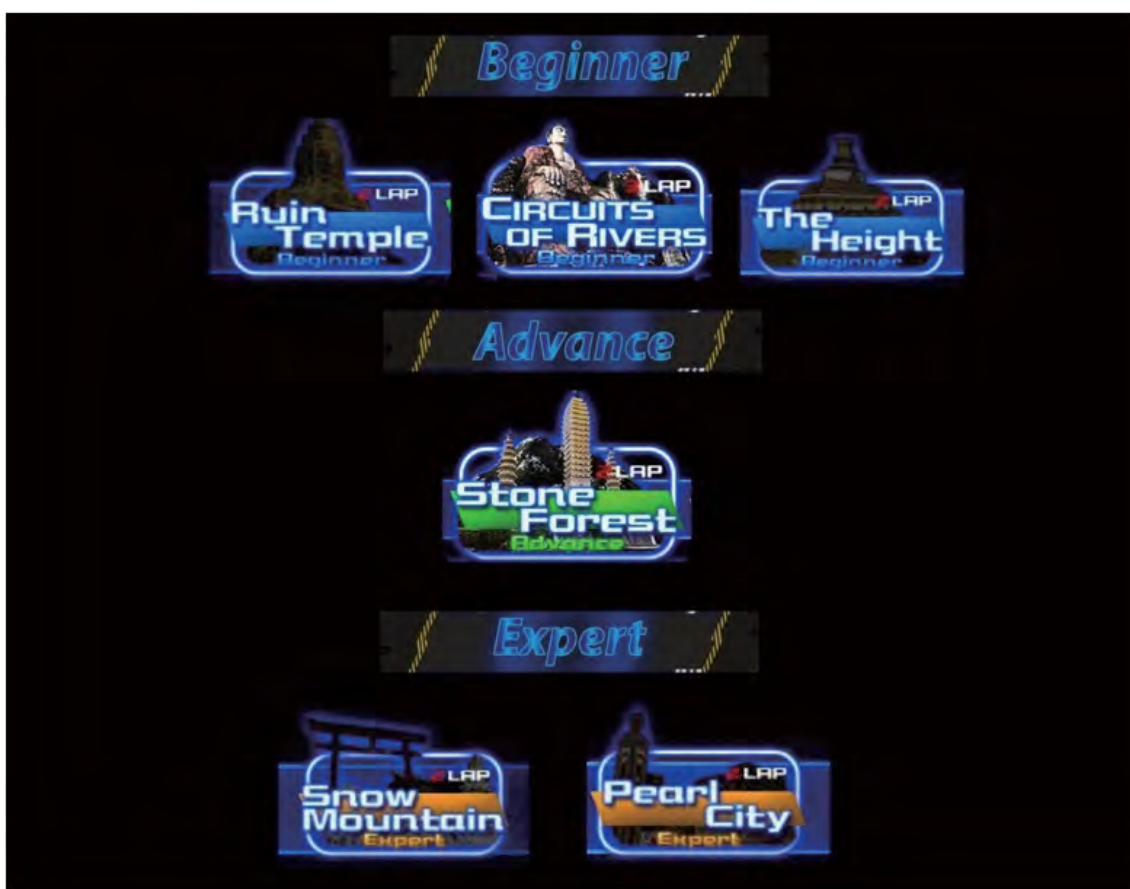 Beginner
2 LAP
Ruin
Temple
Beginner
2 LAP
CIRCUITS
OF RIVERS
Beginner
2 LAP
The
Height
Beginner
Advance
2 LAP
Stone
Forest
Advance
Expert
2 LAP
Snow
Mountain
Expert
2 LAP
Pearl
City
Expert